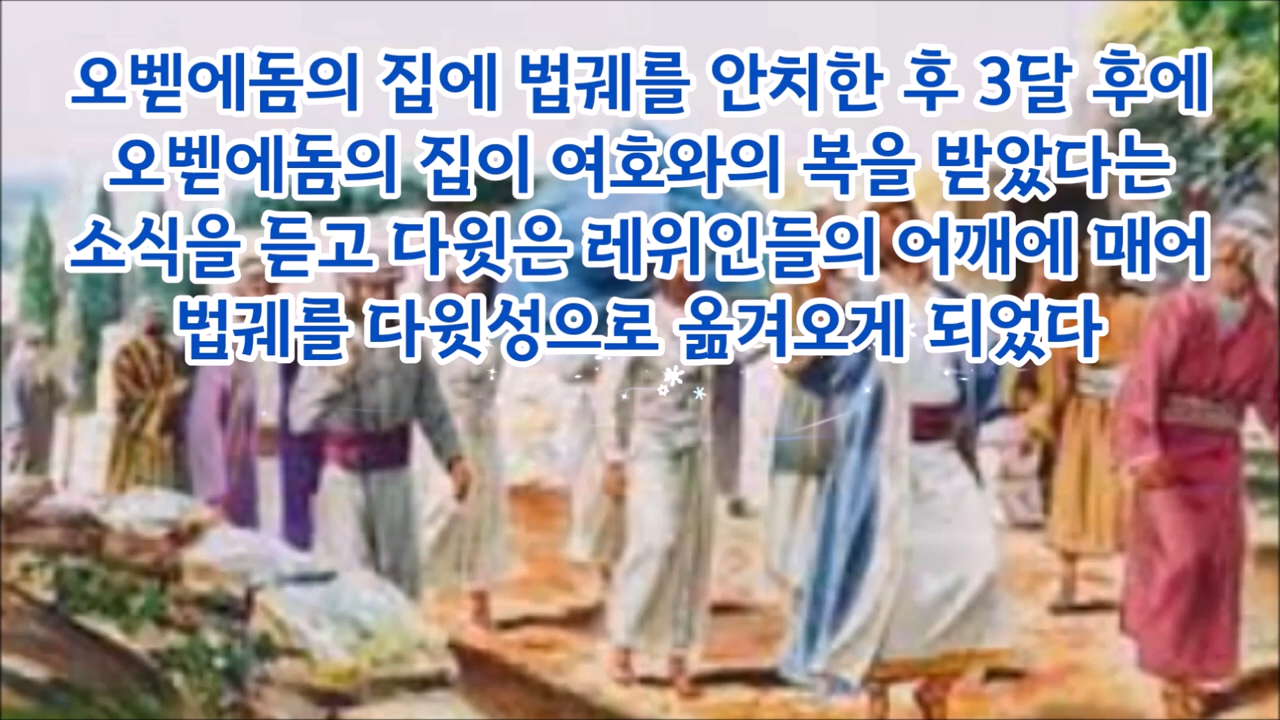 오벧에돔의 집에 법궤를 안치한 후 3달 후에
오벧에돔의 집이 여호와의 복을 받았다는
소식을 듣고 다윗은 레위인들의 어깨에 매어
법궤를 다윗성으로 옮겨오게 되었다